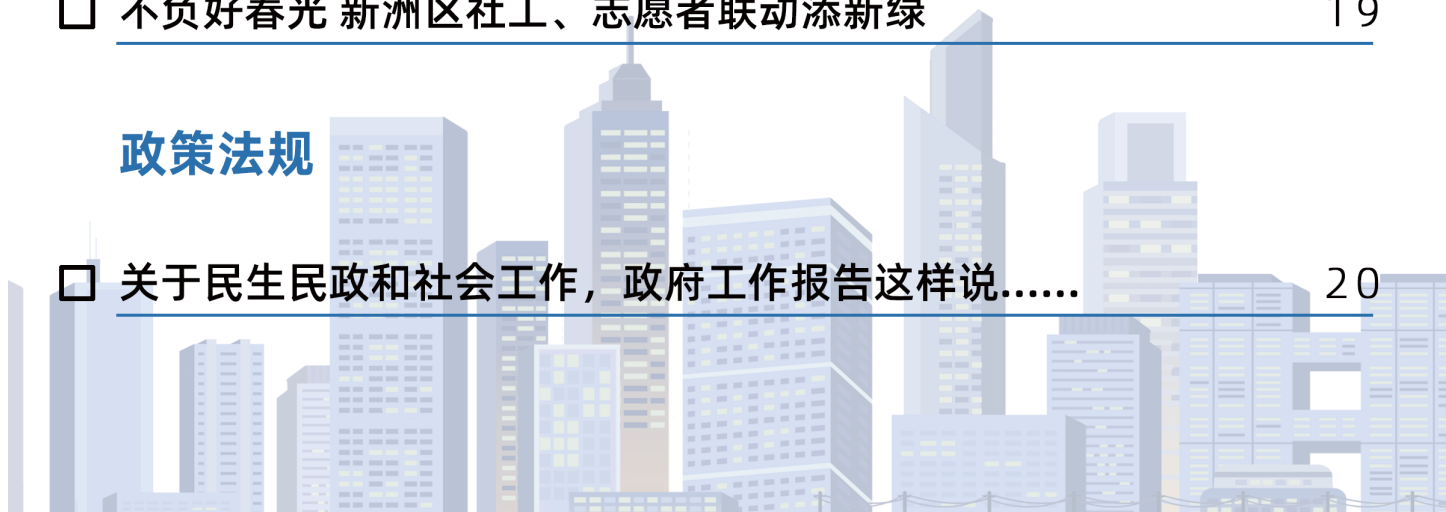 不负好春光 新洲区社工、志愿者联动添新绿 19
政策法规
关于民生民政和社会工作，政府工作报告这样说...... 20